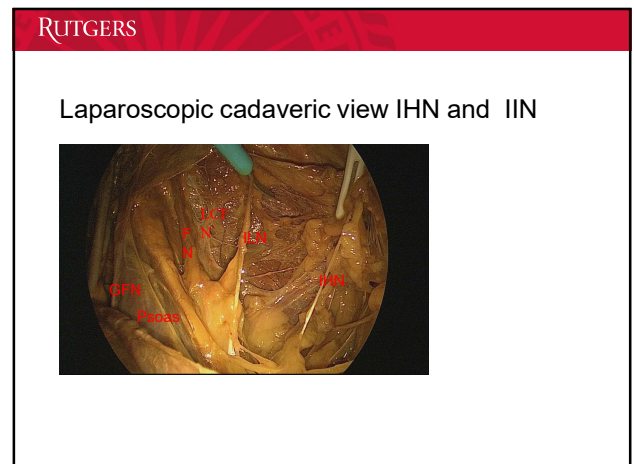 RUTGERS
Laparoscopic cadaveric view IHN and IIN
LCF
N
F
N
ILN
IHN
GFN
Psoas